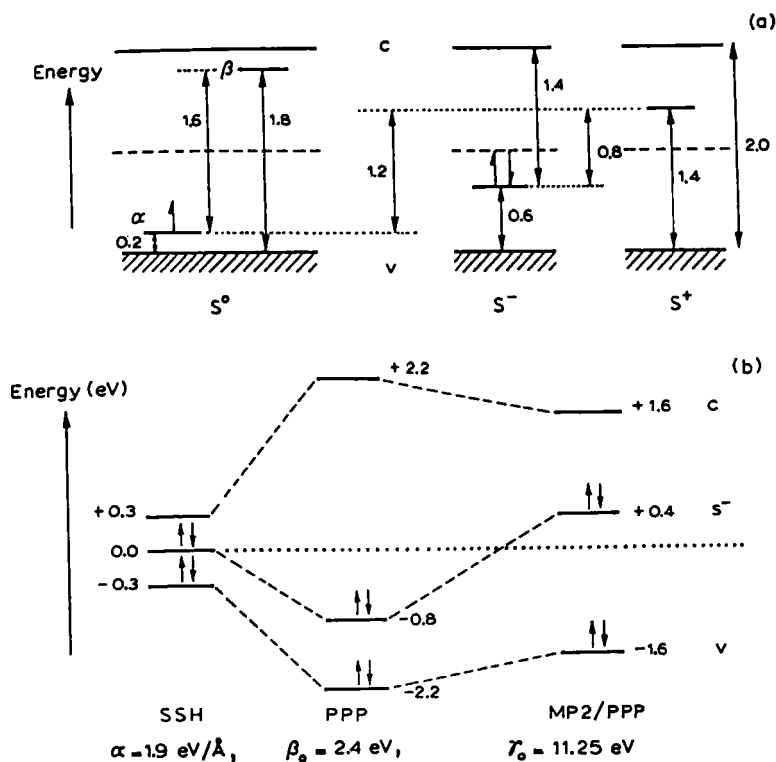 (a)
C
Energy
β
1.6
1.8
1.4
1.2
0.8
2.0
1.4
α
0.2
0.6
V
S⁰
S⁻
S⁺
(b)
+ 2.2
Energy (eV)
+ 1.6 C
+ 0.3
+ 0.4 S⁻
0.0
− 0.3
−0.8
−1.6 V
−2.2
SSH PPP MP2/PPP
α = 1.9 eV/Å, β₀ = 2.4 eV, γ₀ = 11.25 eV